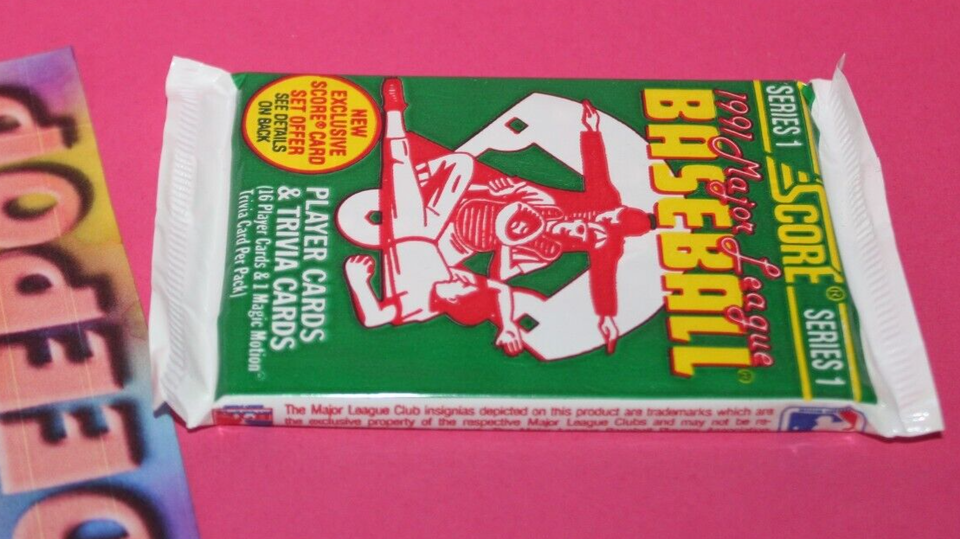 SERIES 1 SCORE® SERIES 1
1991 Major League
BASEBALL®
NEW
EXCLUSIVE
SCORE® CARD
SET OFFER
SEE DETAILS
ON BACK
PLAYER CARDS
& TRIVIA CARDS
(16 Player Cards & 1 Magic Motion™
Trivia Card Per Pack)
The Major League Club insignias depicted on this product are trademarks which are
the exclusive property of the respective Major League Clubs and may not be re-